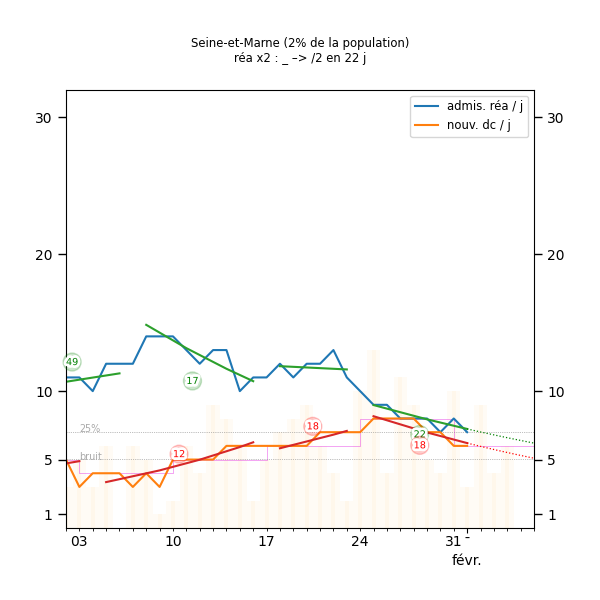 Seine-et-Marne (2% de la population)
réa x2 : _ –> /2 en 22 j
admis. réa / j
nouv. dc / j
30 30
20 20
10 10
5 5
1 1
49
17
12
18
22
18
25%
bruit
03 10 17 24 31 -
févr.